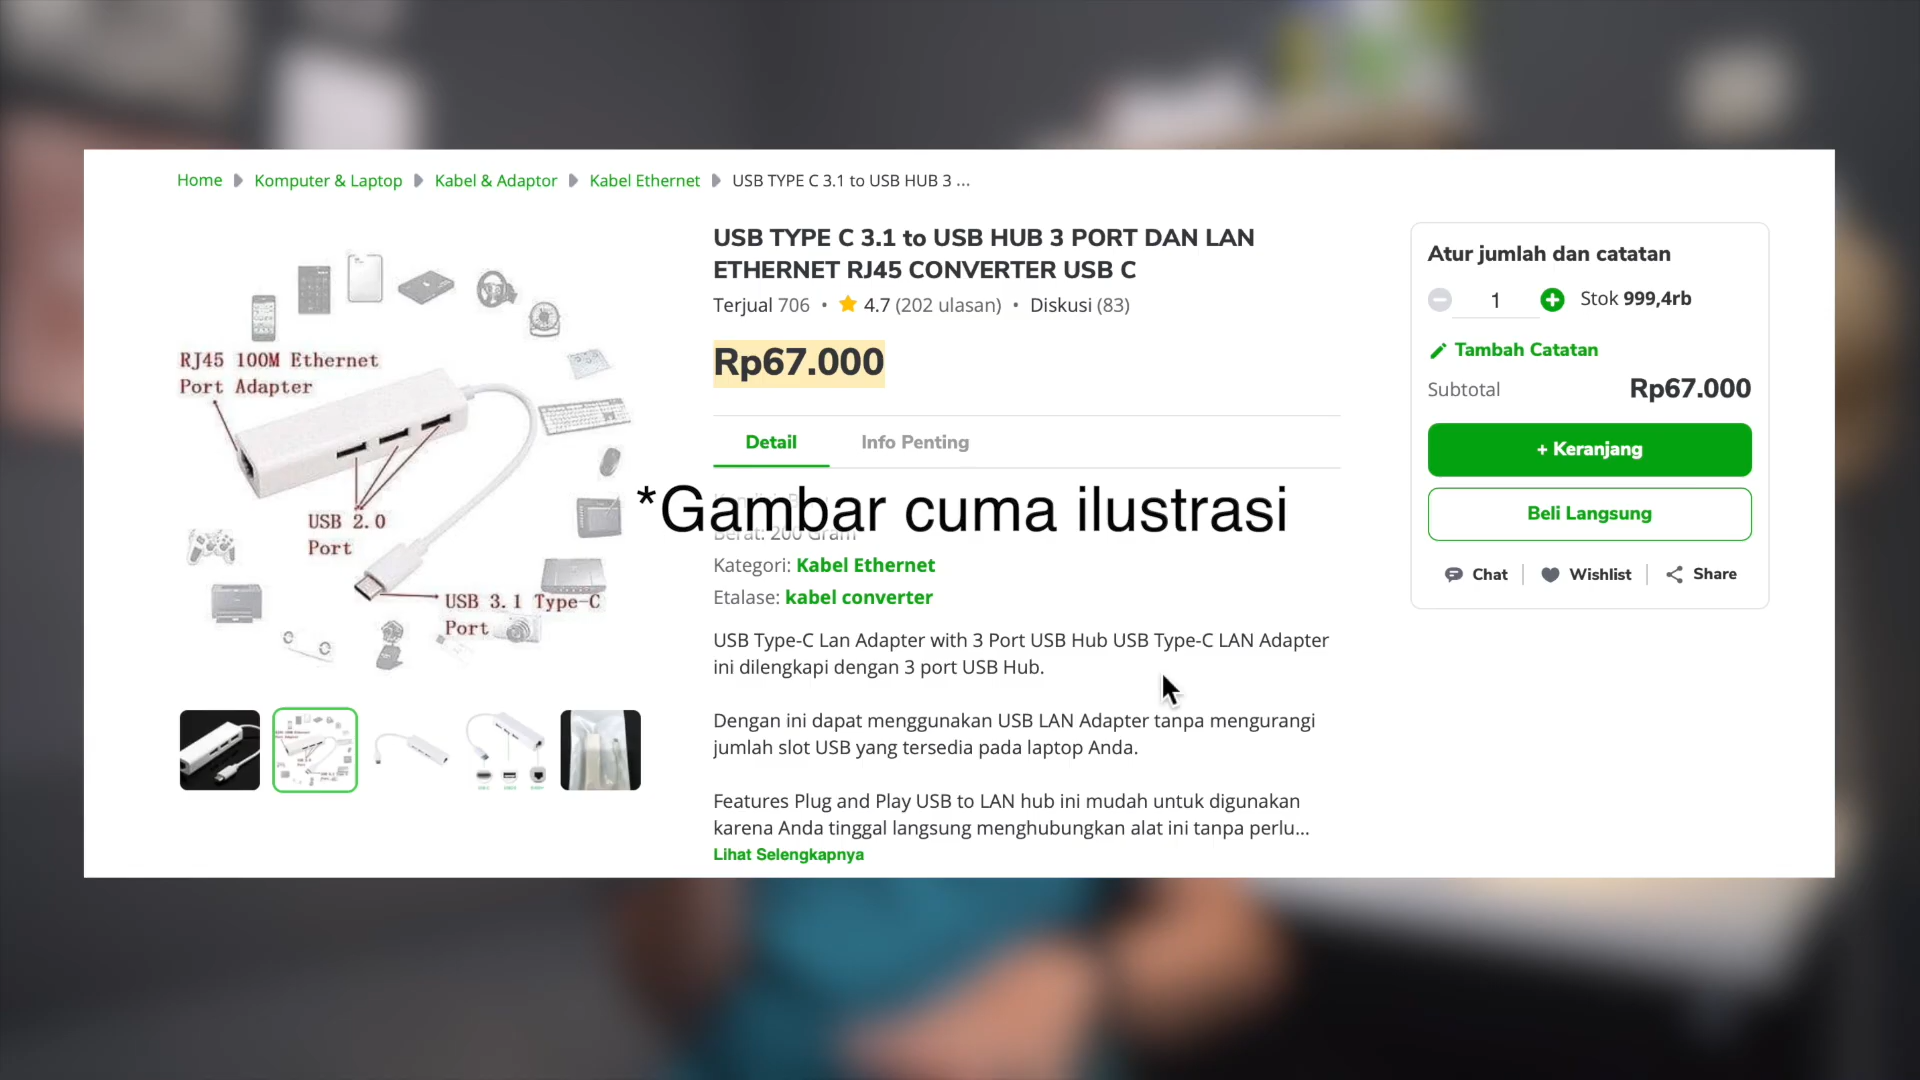 Home Komputer & Laptop Kabel & Adaptor Kabel Ethernet USB TYPE C 3.1 to USB HUB 3 ...
RJ45 100M Ethernet
Port Adapter
USB 2.0
Port
USB 3.1 Type-C
Port
USB TYPE C 3.1 to USB HUB 3 PORT DAN LAN
ETHERNET RJ45 CONVERTER USB C
Terjual 706 • 4.7 (202 ulasan) • Diskusi (83)
Rp67.000
Detail Info Penting
*Gambar cuma ilustrasi
Berat: 200 Gram
Kategori: Kabel Ethernet
Etalase: kabel converter
USB Type-C Lan Adapter with 3 Port USB Hub USB Type-C LAN Adapter
ini dilengkapi dengan 3 port USB Hub.
Dengan ini dapat menggunakan USB LAN Adapter tanpa mengurangi
jumlah slot USB yang tersedia pada laptop Anda.
Features Plug and Play USB to LAN hub ini mudah untuk digunakan
karena Anda tinggal langsung menghubungkan alat ini tanpa perlu...
Lihat Selengkapnya
Atur jumlah dan catatan
1 Stok 999,4rb
Tambah Catatan
Subtotal Rp67.000
+ Keranjang
Beli Langsung
Chat Wishlist Share